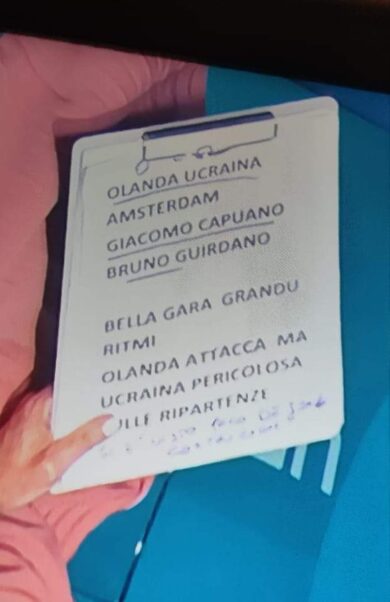 OLANDA UCRAINA
AMSTERDAM
GIACOMO CAPUANO
BRUNO GUIRDANO
BELLA GARA GRANDU
RITMI
OLANDA ATTACCA MA
UCRAINA PERICOLOSA
ULLE RIPARTENZE